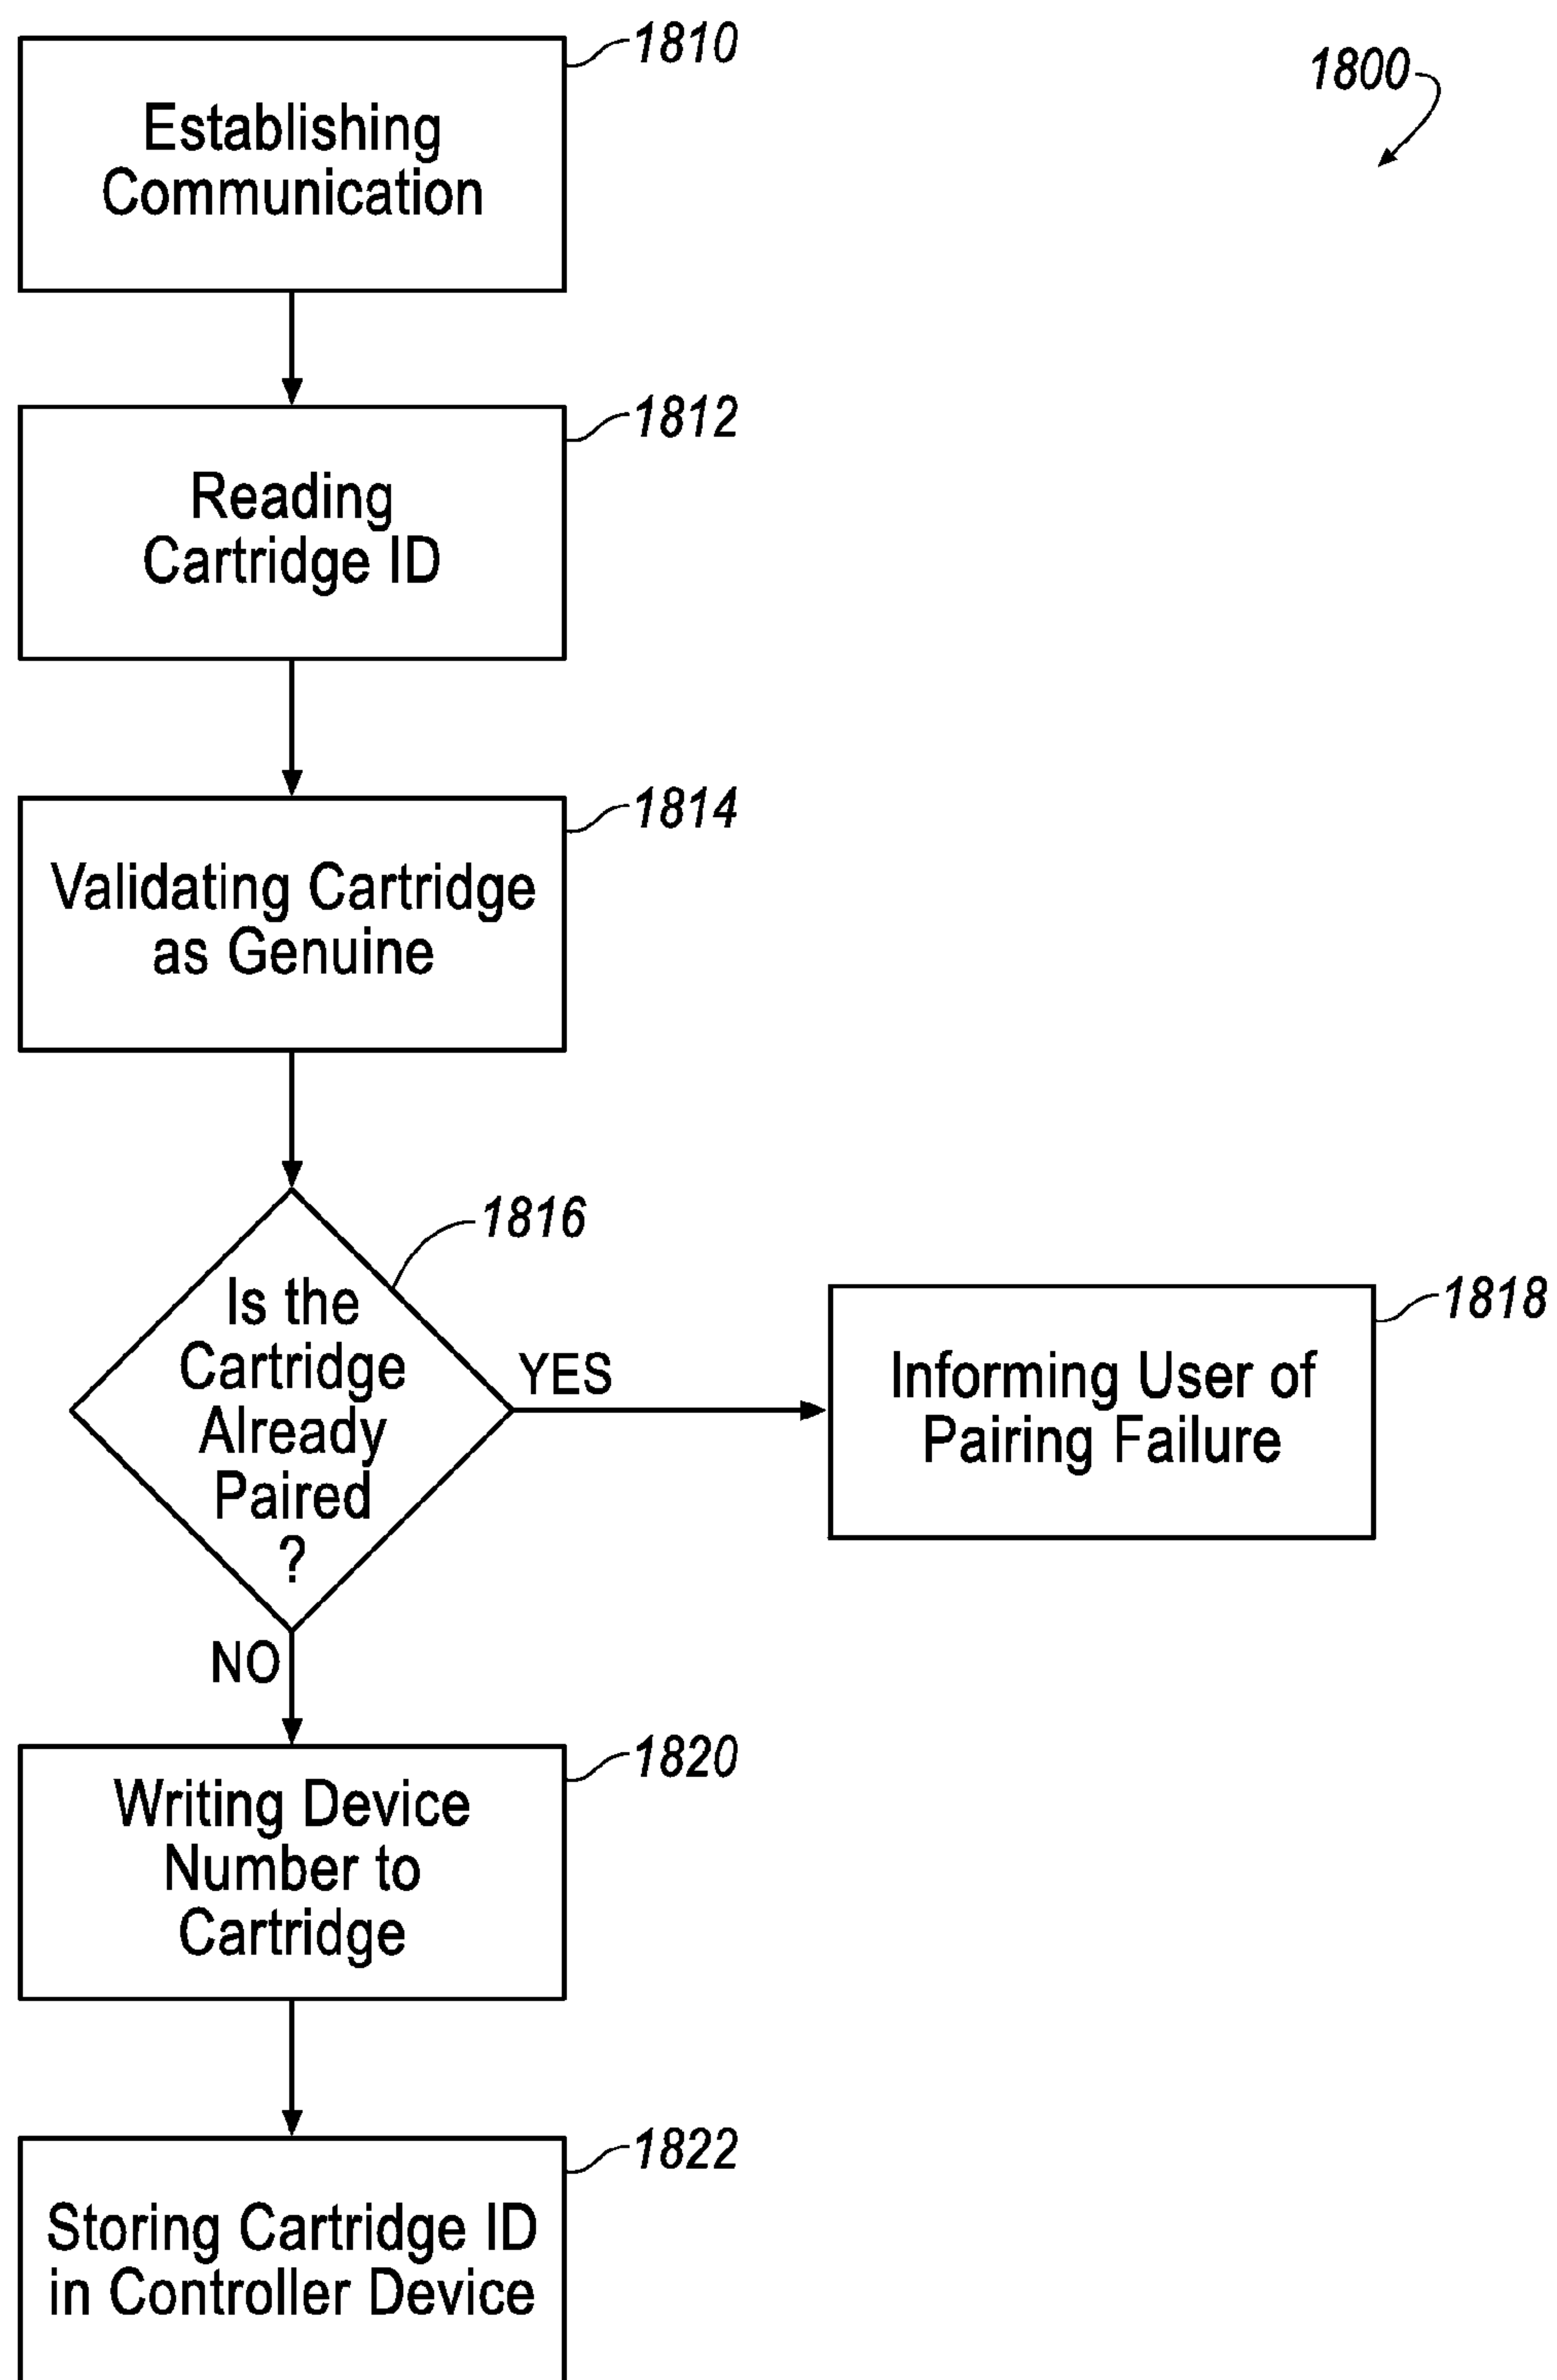 1810
1800
Establishing
Communication
1812
Reading
Cartridge ID
1814
Validating Cartridge
as Genuine
1816
Is the
Cartridge
Already
Paired
?
YES
1818
Informing User of
Pairing Failure
NO
1820
Writing Device
Number to
Cartridge
1822
Storing Cartridge ID
in Controller Device